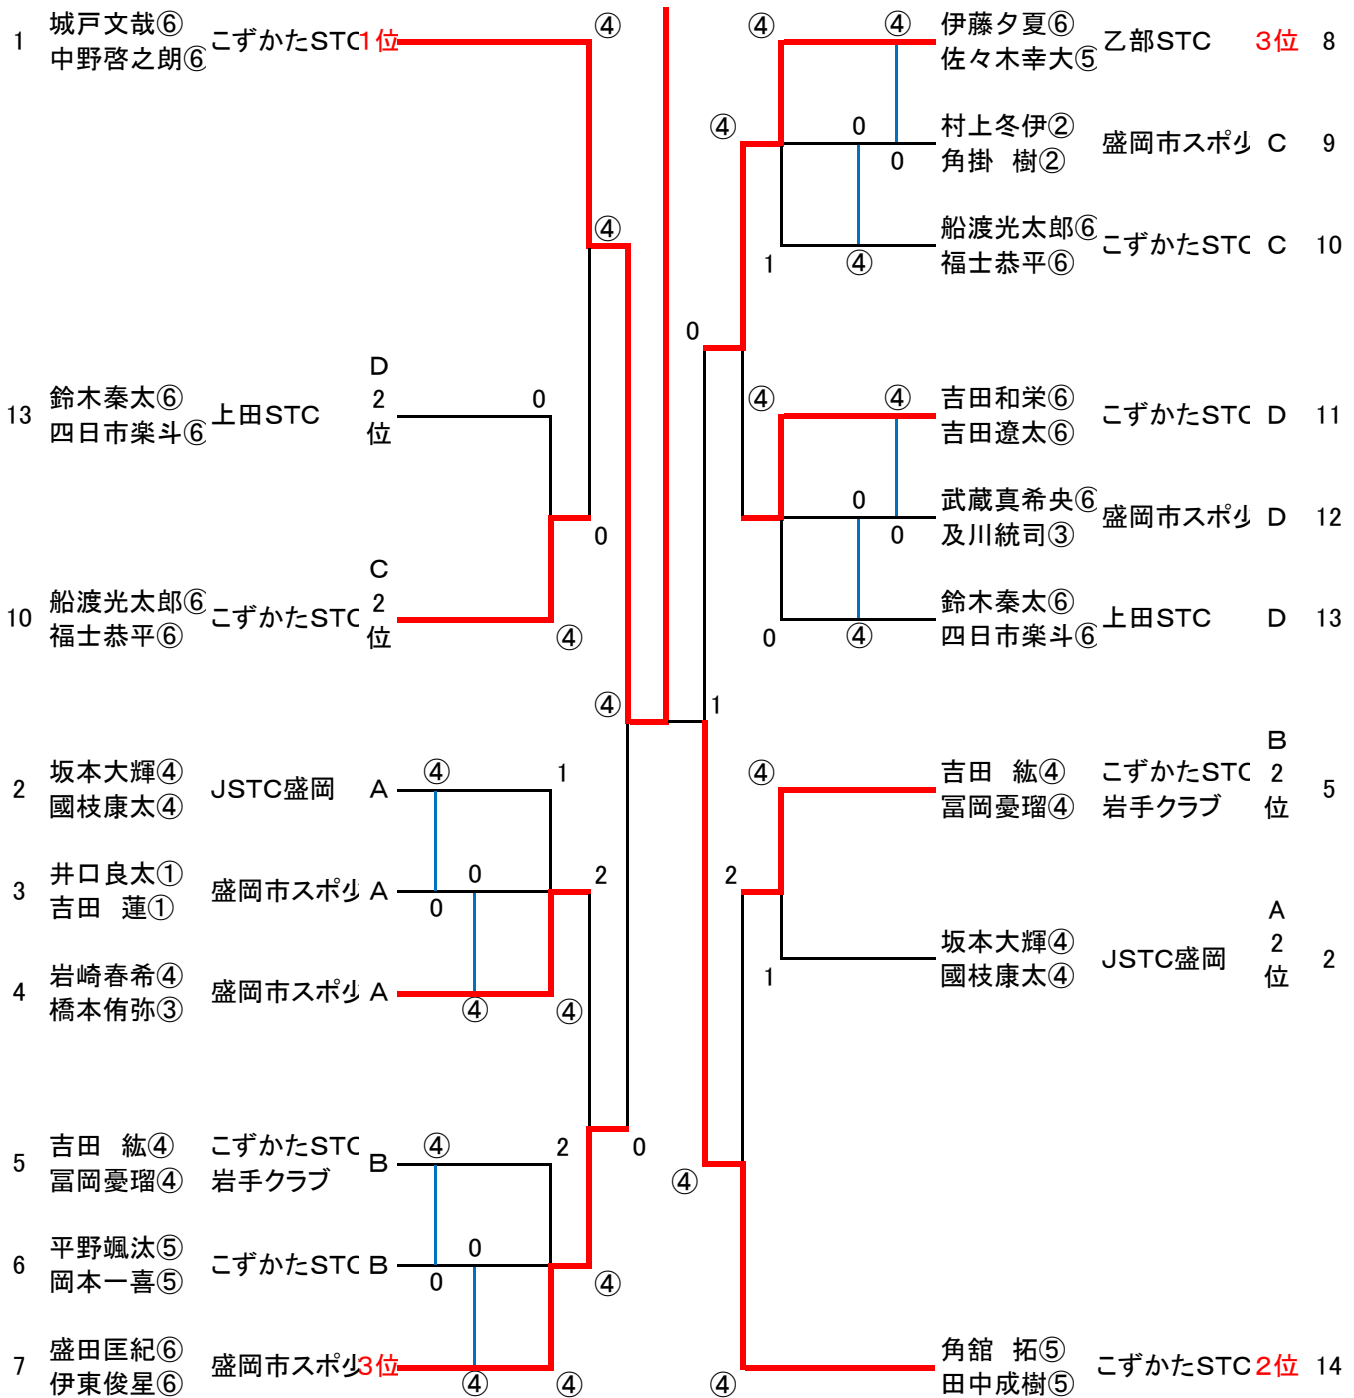 1 城戸文哉⑥ こずかたSTC 1位 ④
中野啓之朗⑥
④
13 鈴木秦太⑥ 上田STC D2位 0
四日市楽斗⑥
0
10 船渡光太郎⑥ こずかたSTC C2位 ④
福士恭平⑥
④
2 坂本大輝④ JSTC盛岡 A ④ 1
國枝康太④
3 井口良太① 盛岡市スポ少 A 0 0 2
吉田 蓮①
4 岩崎春希④ 盛岡市スポ少 A ④ ④
橋本侑弥③
0
5 吉田 紘④ こずかたSTC B ④ 2
冨岡憂瑠④ 岩手クラブ
6 平野颯汰⑤ こずかたSTC B 0 0 ④
岡本一喜⑤
7 盛田匡紀⑥ 盛岡市スポ少 3位 ④ ④
伊東俊星⑥
④ ④ 伊藤夕夏⑥ 乙部STC 3位 8
佐々木幸大⑤
④ 0 0 村上冬伊② 盛岡市スポ少 C 9
角掛 樹②
1 ④ 船渡光太郎⑥ こずかたSTC C 10
福士恭平⑥
0
④ ④ 吉田和栄⑥ こずかたSTC D 11
吉田遼太⑥
0 0 武蔵真希央⑥ 盛岡市スポ少 D 12
及川統司③
0 ④ 鈴木秦太⑥ 上田STC D 13
四日市楽斗⑥
1
④ 吉田 紘④ こずかたSTC B2位 5
冨岡憂瑠④ 岩手クラブ
2
1 坂本大輝④ JSTC盛岡 A2位 2
國枝康太④
④
④ 角舘 拓⑤ こずかたSTC 2位 14
田中成樹⑤